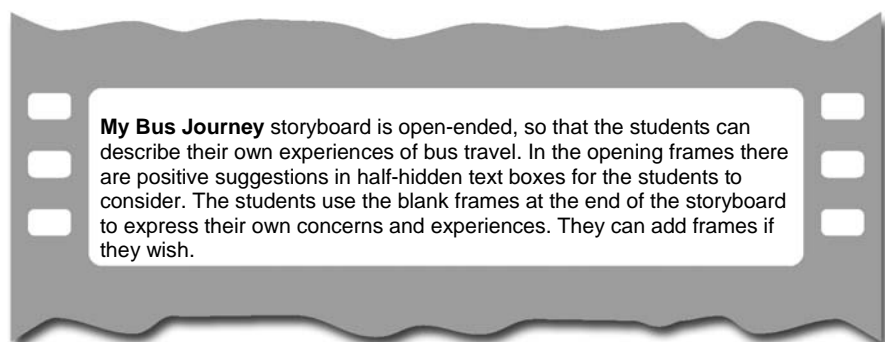 My Bus Journey storyboard is open-ended, so that the students can
describe their own experiences of bus travel. In the opening frames there
are positive suggestions in half-hidden text boxes for the students to
consider. The students use the blank frames at the end of the storyboard
to express their own concerns and experiences. They can add frames if
they wish.